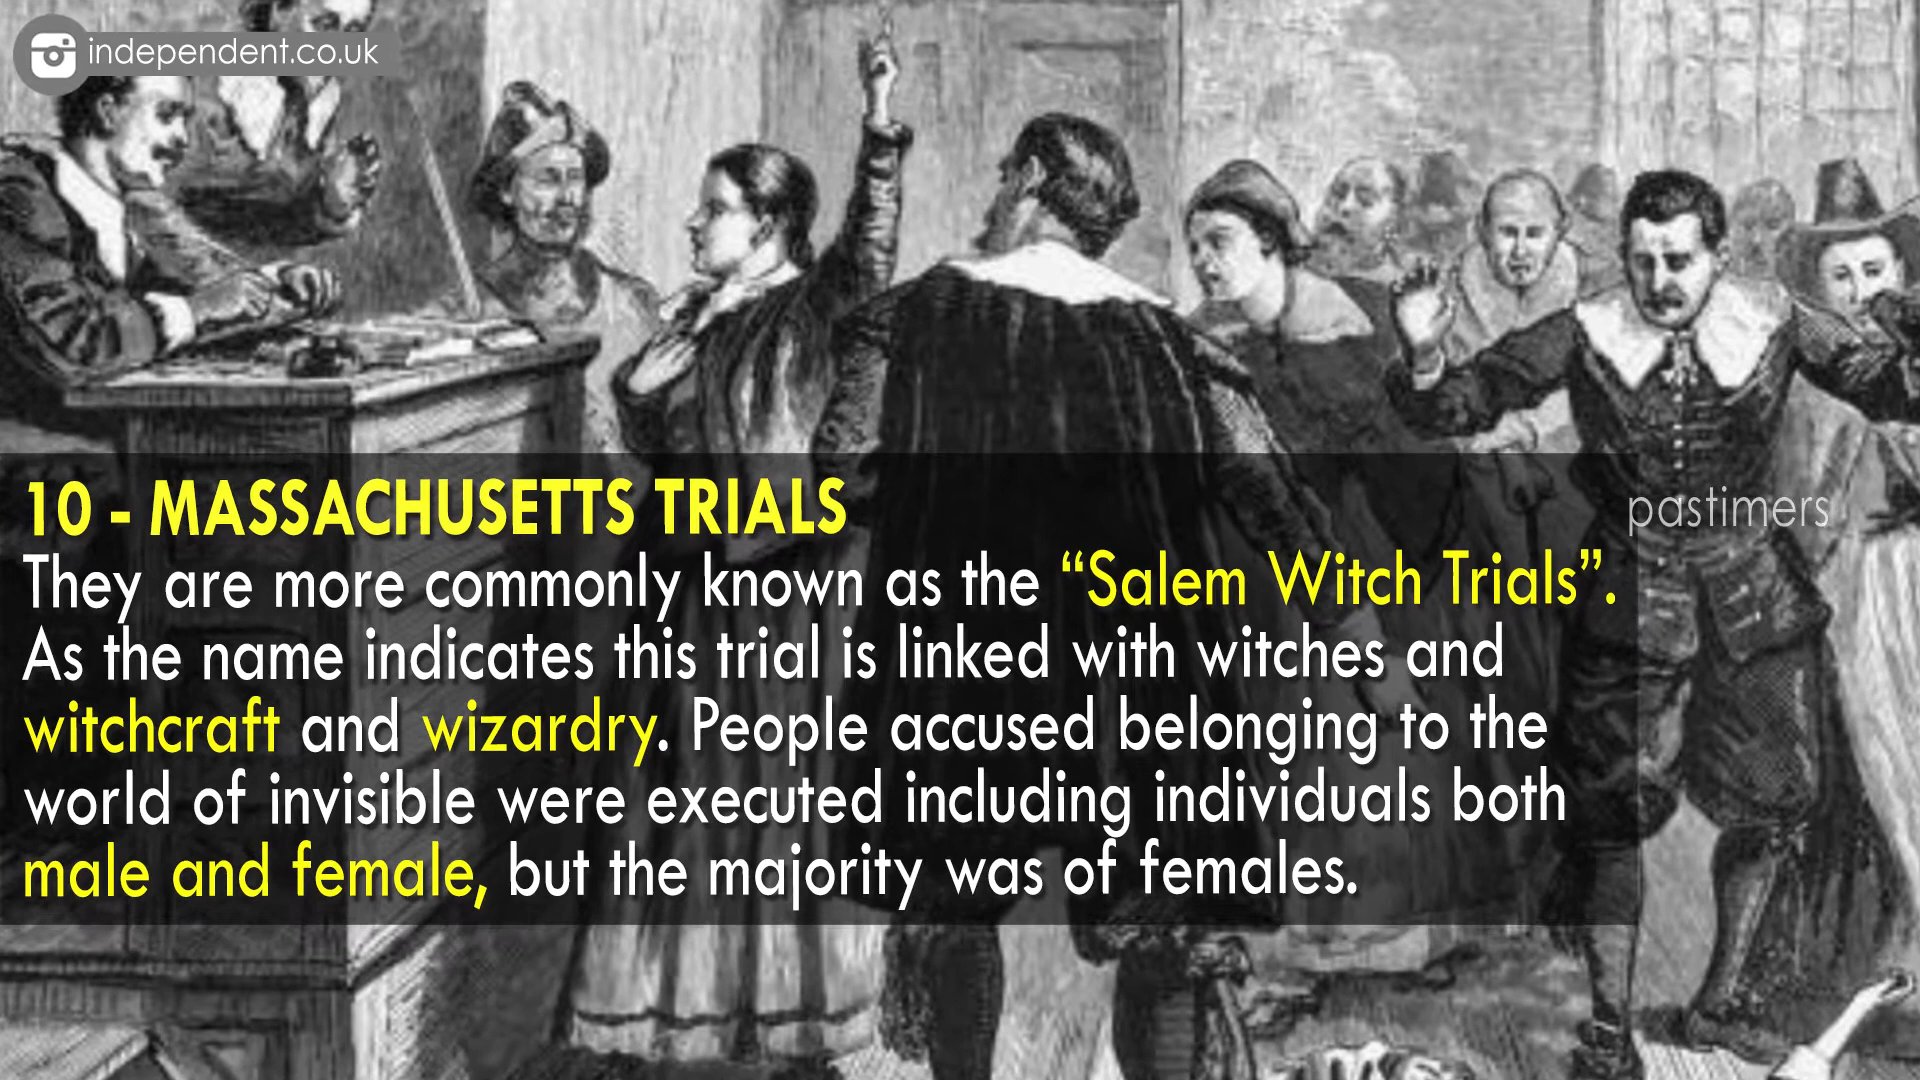 independent.co.uk
10 - MASSACHUSETTS TRIALS
pastimers
They are more commonly known as the “Salem Witch Trials”.
As the name indicates this trial is linked with witches and
witchcraft and wizardry. People accused belonging to the
world of invisible were executed including individuals both
male and female, but the majority was of females.